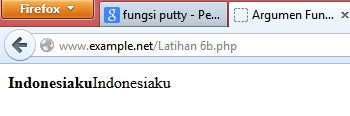 Firefox
fungsi putty - Pe...
Argumen Fun...
www.example.net/Latihan 6b.php
IndonesiakuIndonesiaku